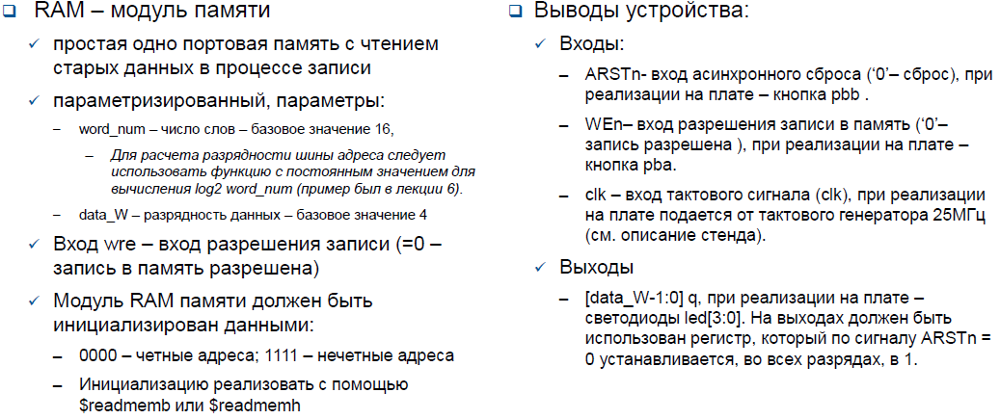 ❑ RAM – модуль памяти
✓ простая одно портовая память с чтением
старых данных в процессе записи
✓ параметризированный, параметры:
– word_num – число слов – базовое значение 16,
– Для расчета разрядности шины адреса следует
использовать функцию с постоянным значением для
вычисления log2 word_num (пример был в лекции 6).
– data_W – разрядность данных – базовое значение 4
✓ Вход wre – вход разрешения записи (=0 –
запись в память разрешена)
✓ Модуль RAM памяти должен быть
инициализирован данными:
– 0000 – четные адреса; 1111 – нечетные адреса
– Инициализацию реализовать с помощью
$readmemb или $readmemh
❑ Выводы устройства:
✓ Входы:
– ARSTn- вход асинхронного сброса (‘0’– сброс), при
реализации на плате – кнопка pbb .
– WEn– вход разрешения записи в память (‘0’–
запись разрешена ), при реализации на плате –
кнопка pba.
– clk – вход тактового сигнала (clk), при реализации
на плате подается от тактового генератора 25МГц
(см. описание стенда).
✓ Выходы
– [data_W-1:0] q, при реализации на плате –
светодиоды led[3:0]. На выходах должен быть
использован регистр, который по сигналу ARSTn =
0 устанавливается, во всех разрядах, в 1.